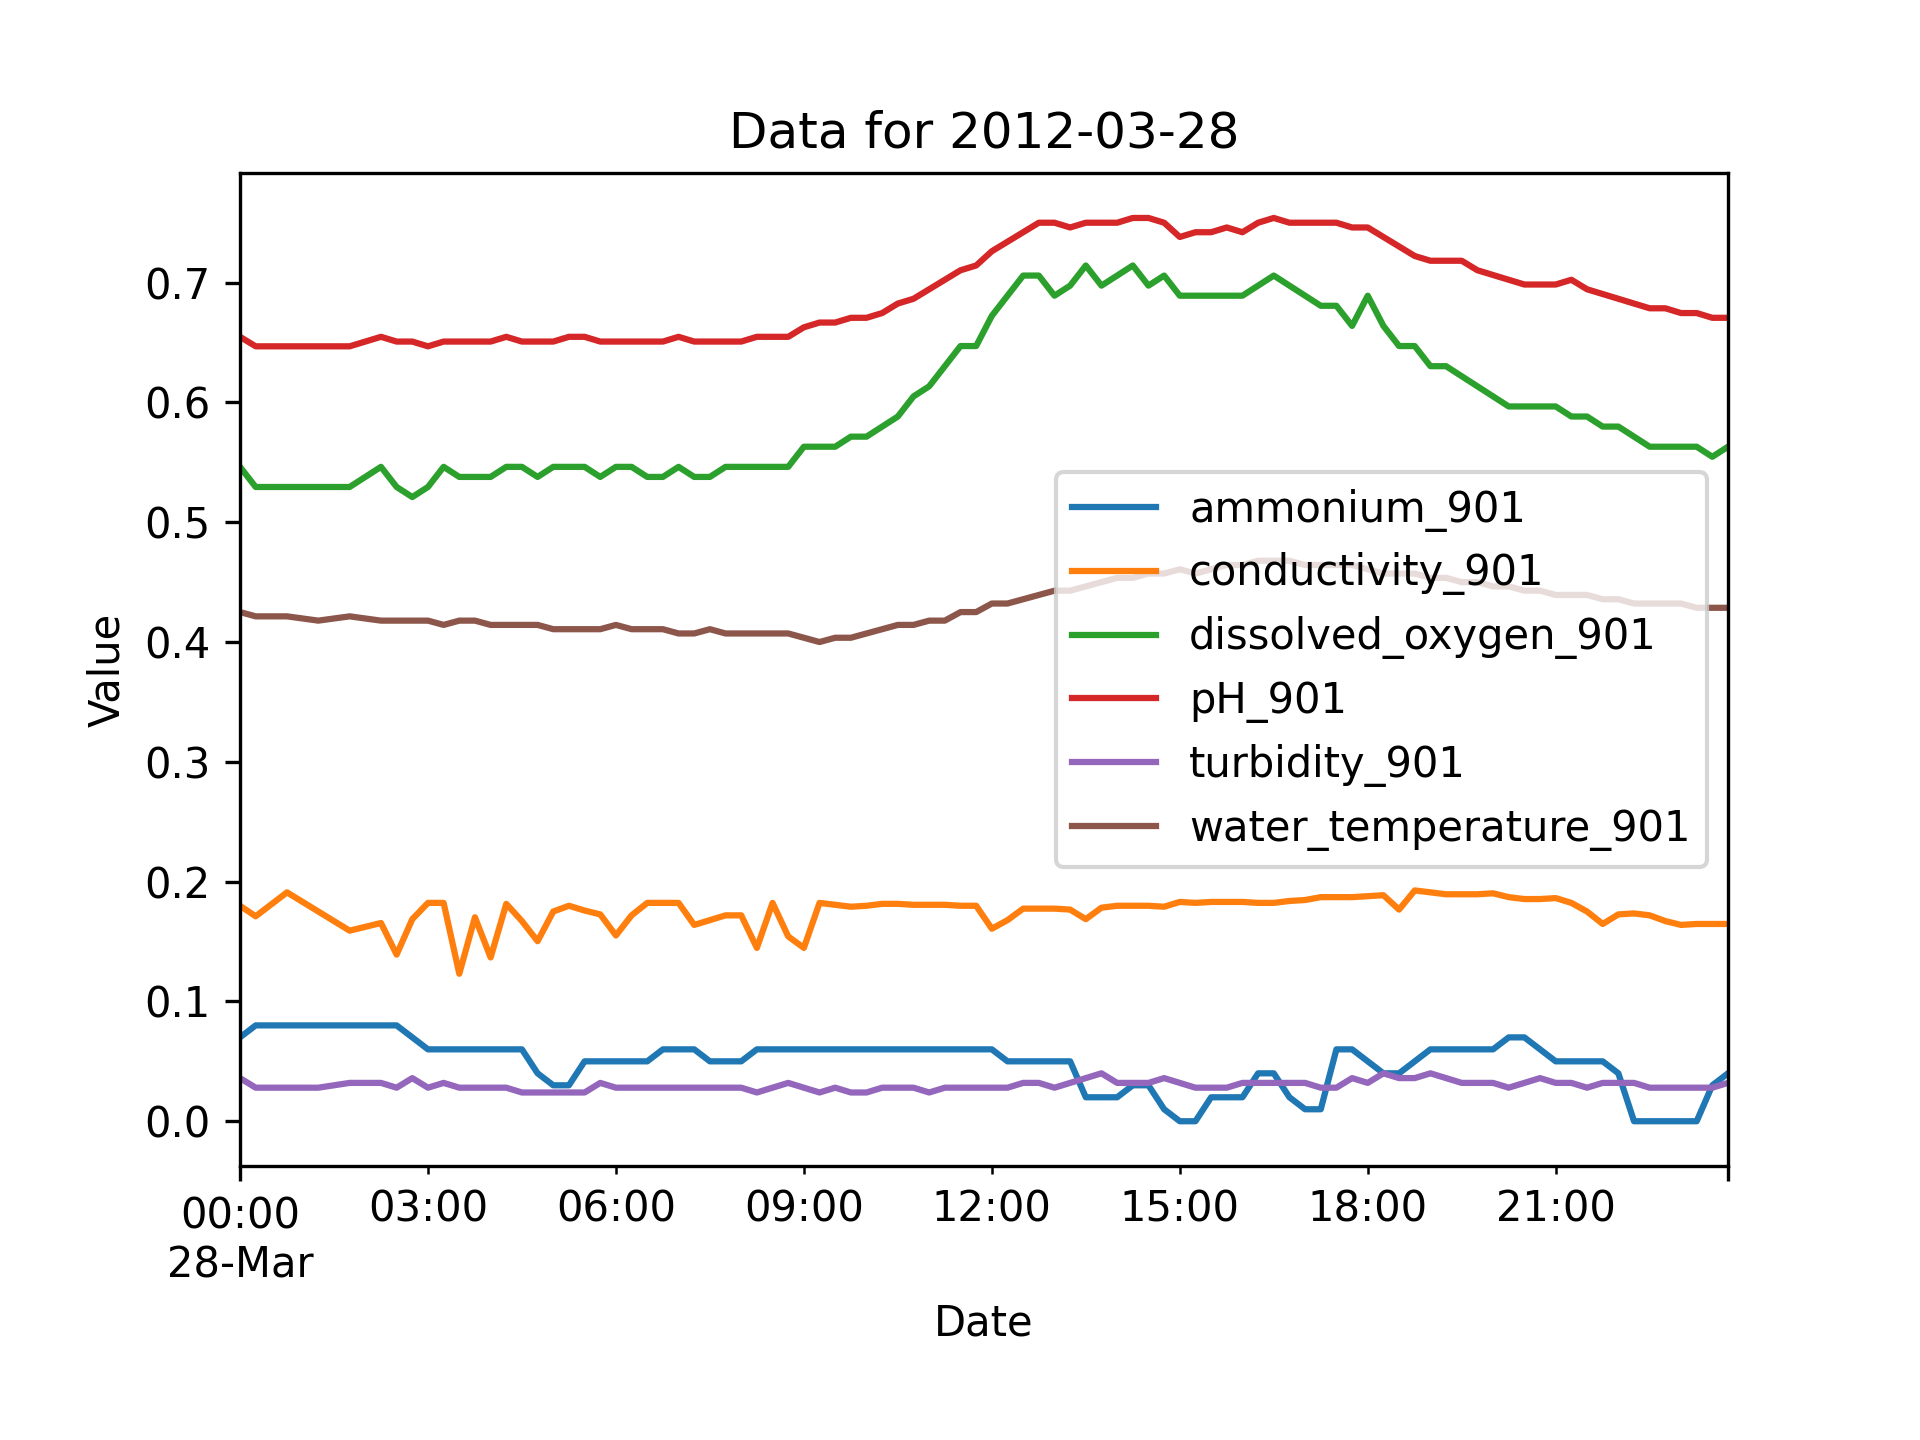 Data for 2012-03-28
Value
0.7
0.6
0.5
0.4
0.3
0.2
0.1
0.0
ammonium_901
conductivity_901
dissolved_oxygen_901
pH_901
turbidity_901
water_temperature_901
00:00 03:00 06:00 09:00 12:00 15:00 18:00 21:00
28-Mar
Date